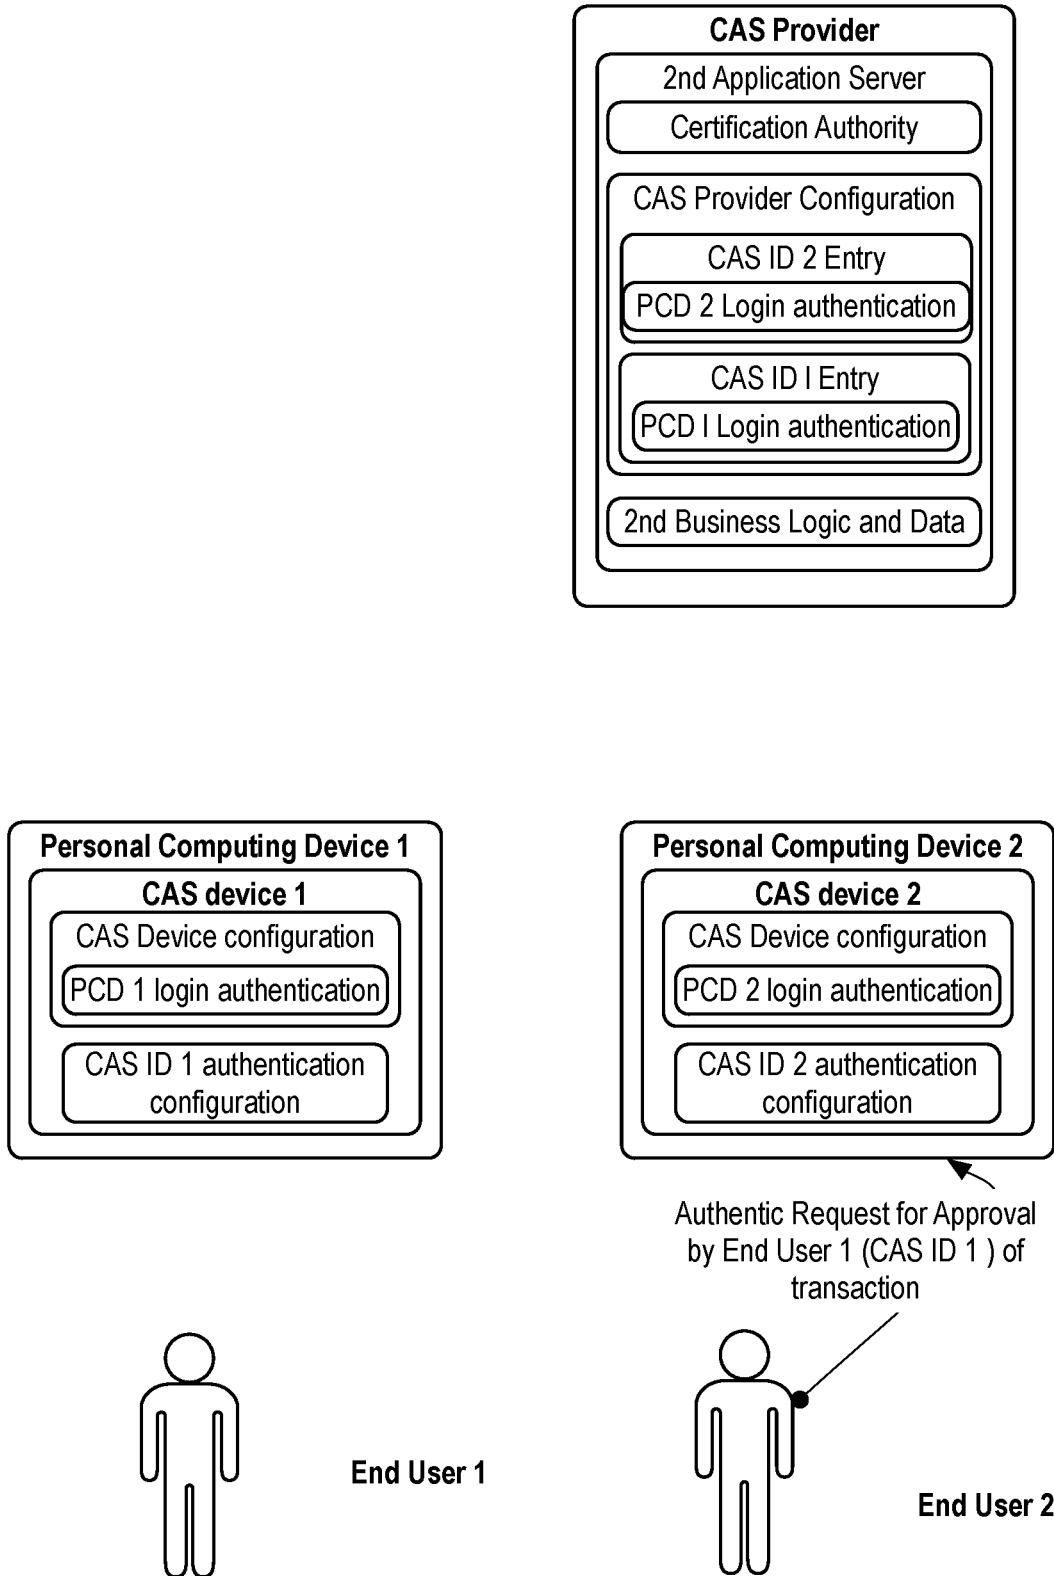 CAS Provider
2nd Application Server
Certification Authority
CAS Provider Configuration
CAS ID 2 Entry
PCD 2 Login authentication
CAS ID I Entry
PCD I Login authentication
2nd Business Logic and Data
Personal Computing Device 1
CAS device 1
CAS Device configuration
PCD 1 login authentication
CAS ID 1 authentication
configuration
Personal Computing Device 2
CAS device 2
CAS Device configuration
PCD 2 login authentication
CAS ID 2 authentication
configuration
Authentic Request for Approval
by End User 1 (CAS ID 1 ) of
transaction
End User 1
End User 2